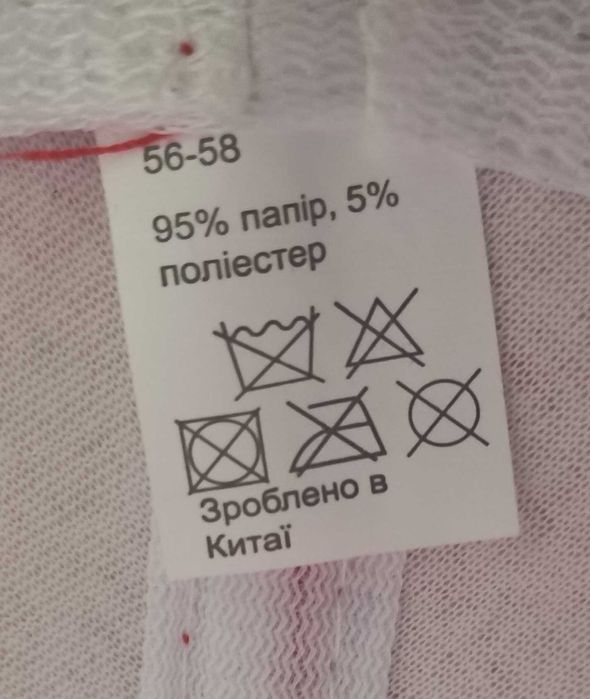 56-58
95% папір, 5%
поліестер
Зроблено в
Китаї